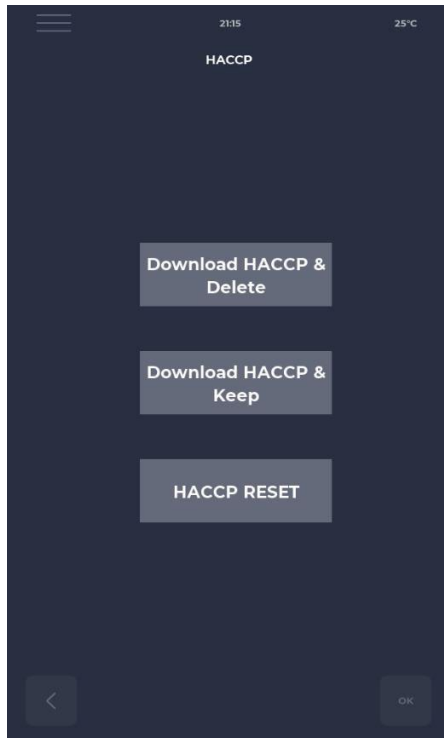 21:15
25°C
HACCP
Download HACCP &
Delete
Download HACCP &
Keep
HACCP RESET
OK